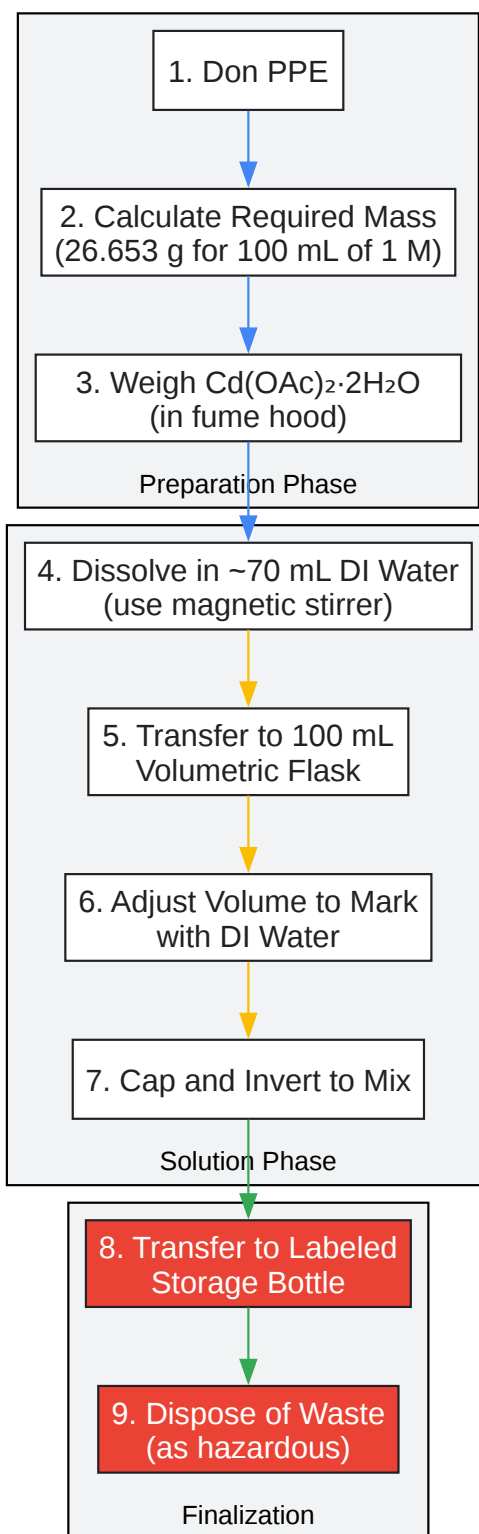 1. Don PPE
2. Calculate Required Mass
(26.653 g for 100 mL of 1 M)
3. Weigh Cd(OAc)₂·2H₂O
(in fume hood)
Preparation Phase
4. Dissolve in ~70 mL DI Water
(use magnetic stirrer)
5. Transfer to 100 mL
Volumetric Flask
6. Adjust Volume to Mark
with DI Water
7. Cap and Invert to Mix
Solution Phase
8. Transfer to Labeled
Storage Bottle
9. Dispose of Waste
(as hazardous)
Finalization